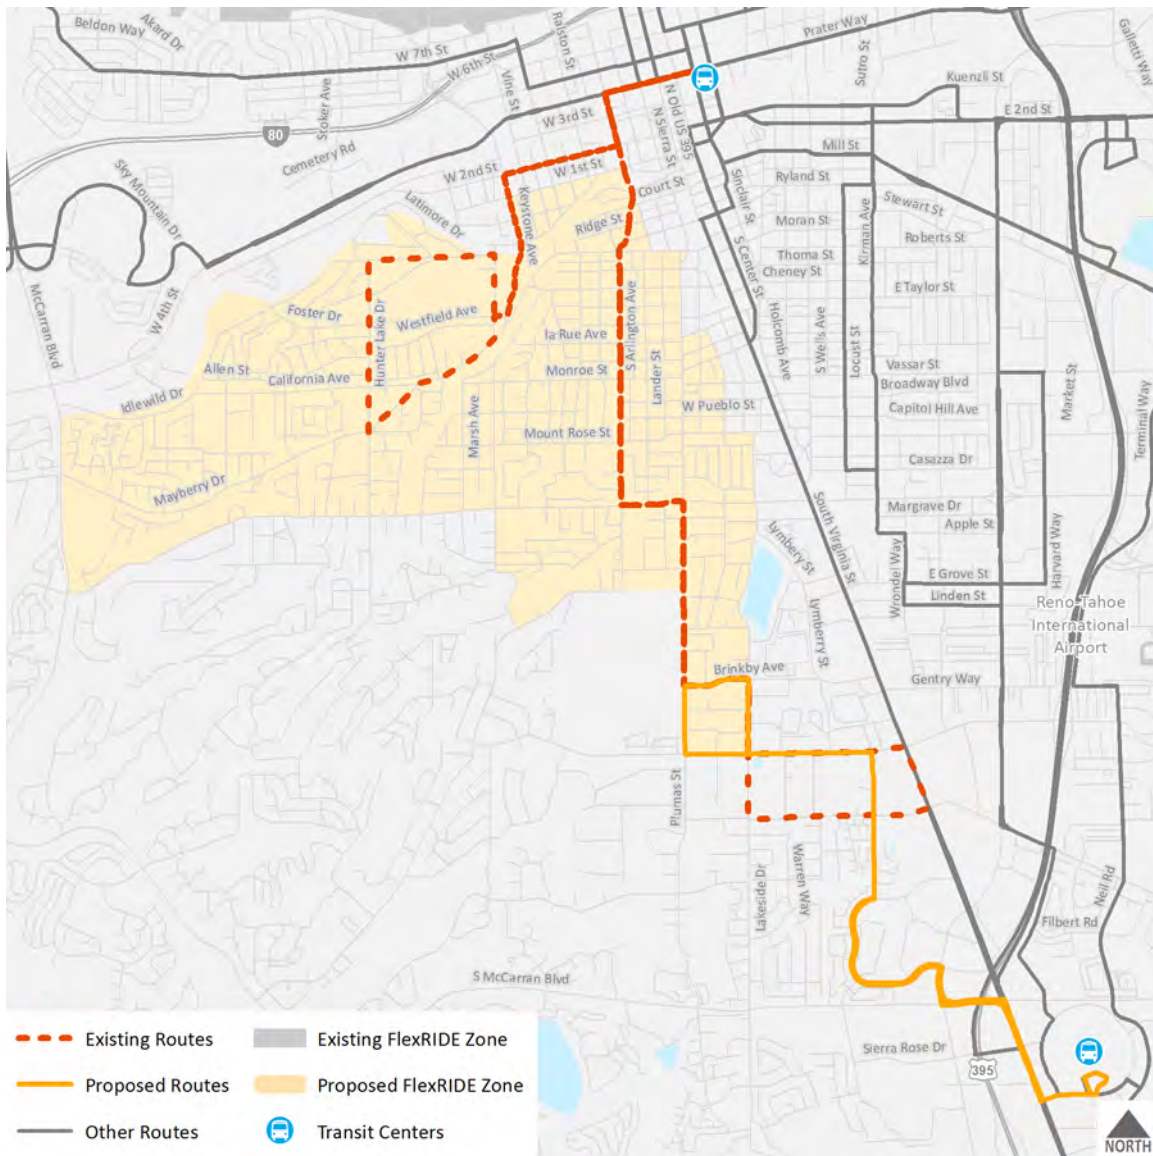 Beldon Way
Akard Dr
Ralston St
Prater Way
Galletti Way
W 7th St
W 6th St
Sutro St
Kuenzli St
Stoker Ave
Vine St
W 3rd St
N Old US 395
N Sierra St
E 2nd St
80
Cemetery Rd
W 2nd St
W 1st St
Mill St
Sky Mountain Dr
Latimore Dr
Keystone Ave
Court St
Ridge St
Sinclair St
Ryland St
Moran St
Kirman Ave
Stewart St
Roberts St
S Center St
Thoma St
Cheney St
E Taylor St
McCarran Blvd
W 4th St
Foster Dr
Westfield Ave
Hunter Lake Dr
la Rue Ave
S Arlington Ave
Holcomb Ave
S Wells Ave
Locust St
Vassar St
Market St
Terminal Way
Allen St
California Ave
Monroe St
Lander St
Broadway Blvd
Idlewild Dr
Marsh Ave
W Pueblo St
Capitol Hill Ave
Mount Rose St
Casazza Dr
Mayberry Dr
South Virginia St
Margrave Dr
Apple St
Harvard Way
Lymbery St
Wrondel Way
E Grove St
Linden St
Lymberry St
Reno-Tahoe
International
Airport
Brinkby Ave
Gentry Way
Plumas St
Lakeside Dr
Warren Way
Neil Rd
Filbert Rd
S McCarran Blvd
Sierra Rose Dr
395
Existing Routes
Existing FlexRIDE Zone
Proposed Routes
Proposed FlexRIDE Zone
Other Routes
Transit Centers
NORTH